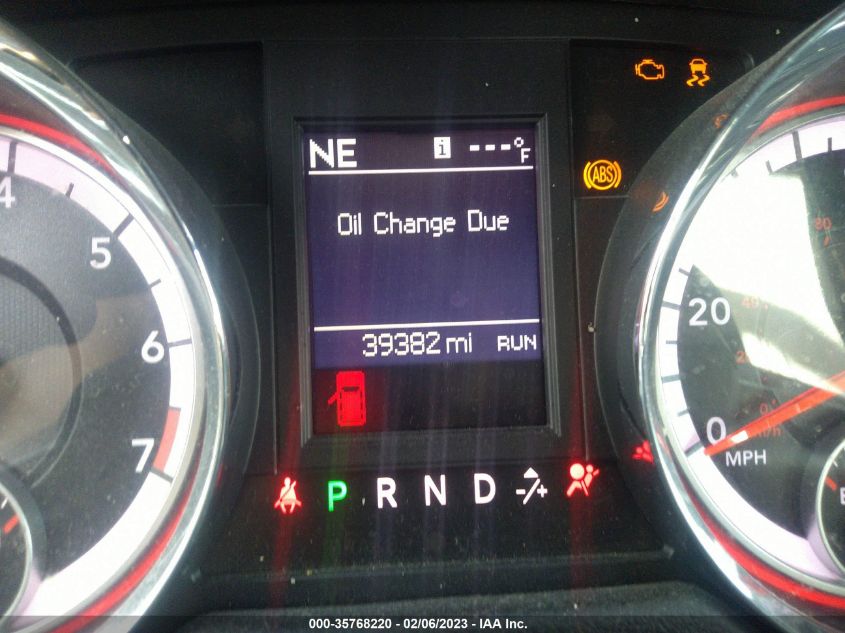 NE i ---°F
Oil Change Due
39382 mi RUN
ABS
4
5
6
7
20
0
MPH
80
P R N D -/+
000-35768220 - 02/06/2023 - IAA Inc.